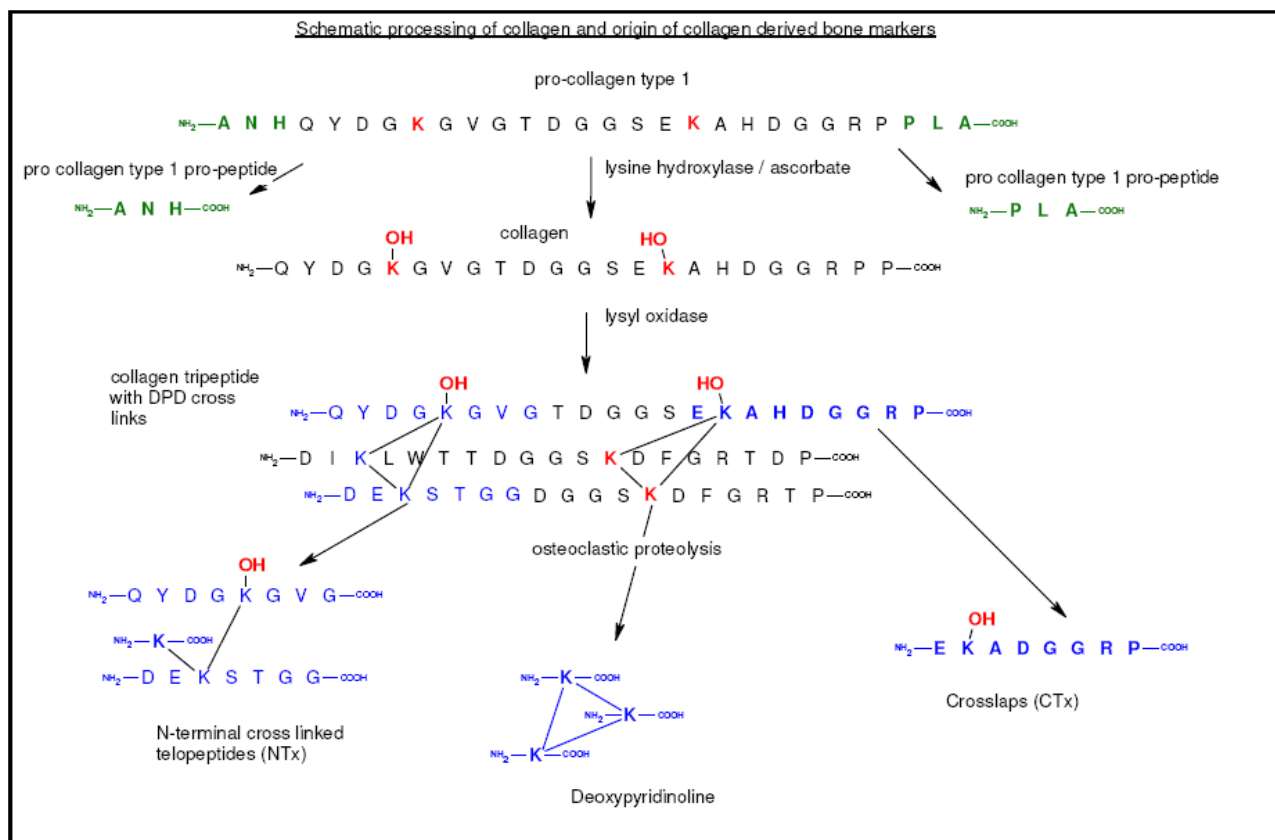 Schematic processing of collagen and origin of collagen derived bone markers
pro-collagen type 1
NH₂—A N H Q Y D G K G V G T D G G S E K A H D G G R P P L A—COOH
pro collagen type 1 pro-peptide
lysine hydroxylase / ascorbate
pro collagen type 1 pro-peptide
NH₂—A N H—COOH
NH₂—P L A—COOH
OH
collagen
HO
NH₂—Q Y D G K G V G T D G G S E K A H D G G R P P—COOH
lysyl oxidase
collagen tripeptide
with DPD cross
links
OH
HO
NH₂—Q Y D G K G V G T D G G S E K A H D G G R P—COOH
NH₂—D I K L W T T D G G S K D F G R T D P—COOH
NH₂—D E K S T G G D G G S K D F G R T P—COOH
osteoclastic proteolysis
OH
NH₂—Q Y D G K G V G—COOH
NH₂—K—COOH
NH₂—D E K S T G G—COOH
N-terminal cross linked
telopeptides (NTx)
NH₂—K—COOH
NH₂—K—COOH
NH₂—K—COOH
Deoxypyridinoline
OH
NH₂—E K A D G G R P—COOH
Crosslaps (CTx)